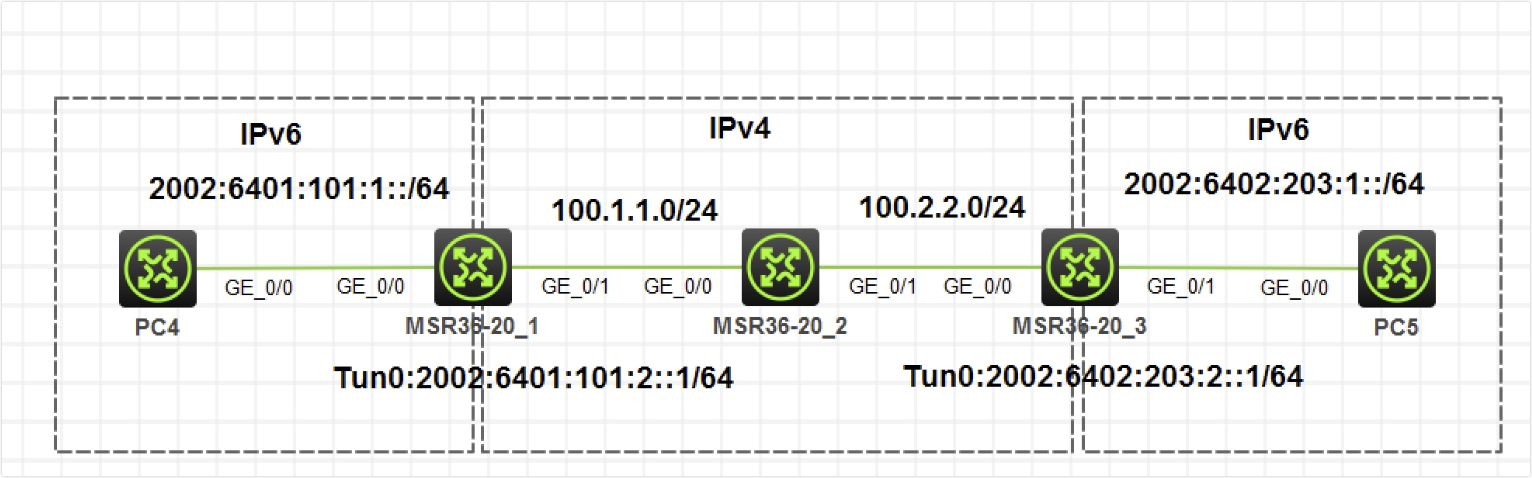 IPv6
IPv4
IPv6
2002:6401:101:1::/64
100.1.1.0/24
100.2.2.0/24
2002:6402:203:1::/64
GE_0/0
GE_0/0
GE_0/1
GE_0/0
GE_0/1
GE_0/0
GE_0/1
GE_0/0
PC4
MSR36-20_1
MSR36-20_2
MSR36-20_3
PC5
Tun0:2002:6401:101:2::1/64
Tun0:2002:6402:203:2::1/64